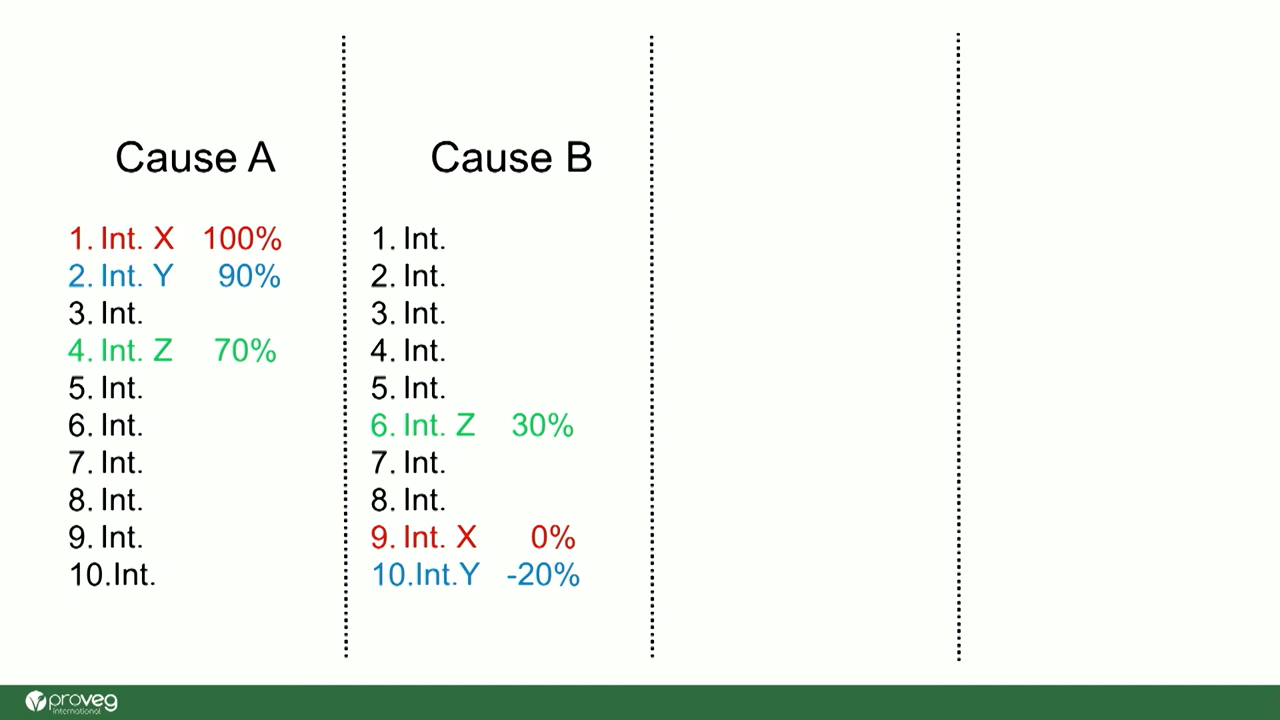 Cause A
1. Int. X 100%
2. Int. Y 90%
3. Int.
4. Int. Z 70%
5. Int.
6. Int.
7. Int.
8. Int.
9. Int.
10.Int.
Cause B
1. Int.
2. Int.
3. Int.
4. Int.
5. Int.
6. Int. Z 30%
7. Int.
8. Int.
9. Int. X 0%
10.Int.Y -20%
proveg
international